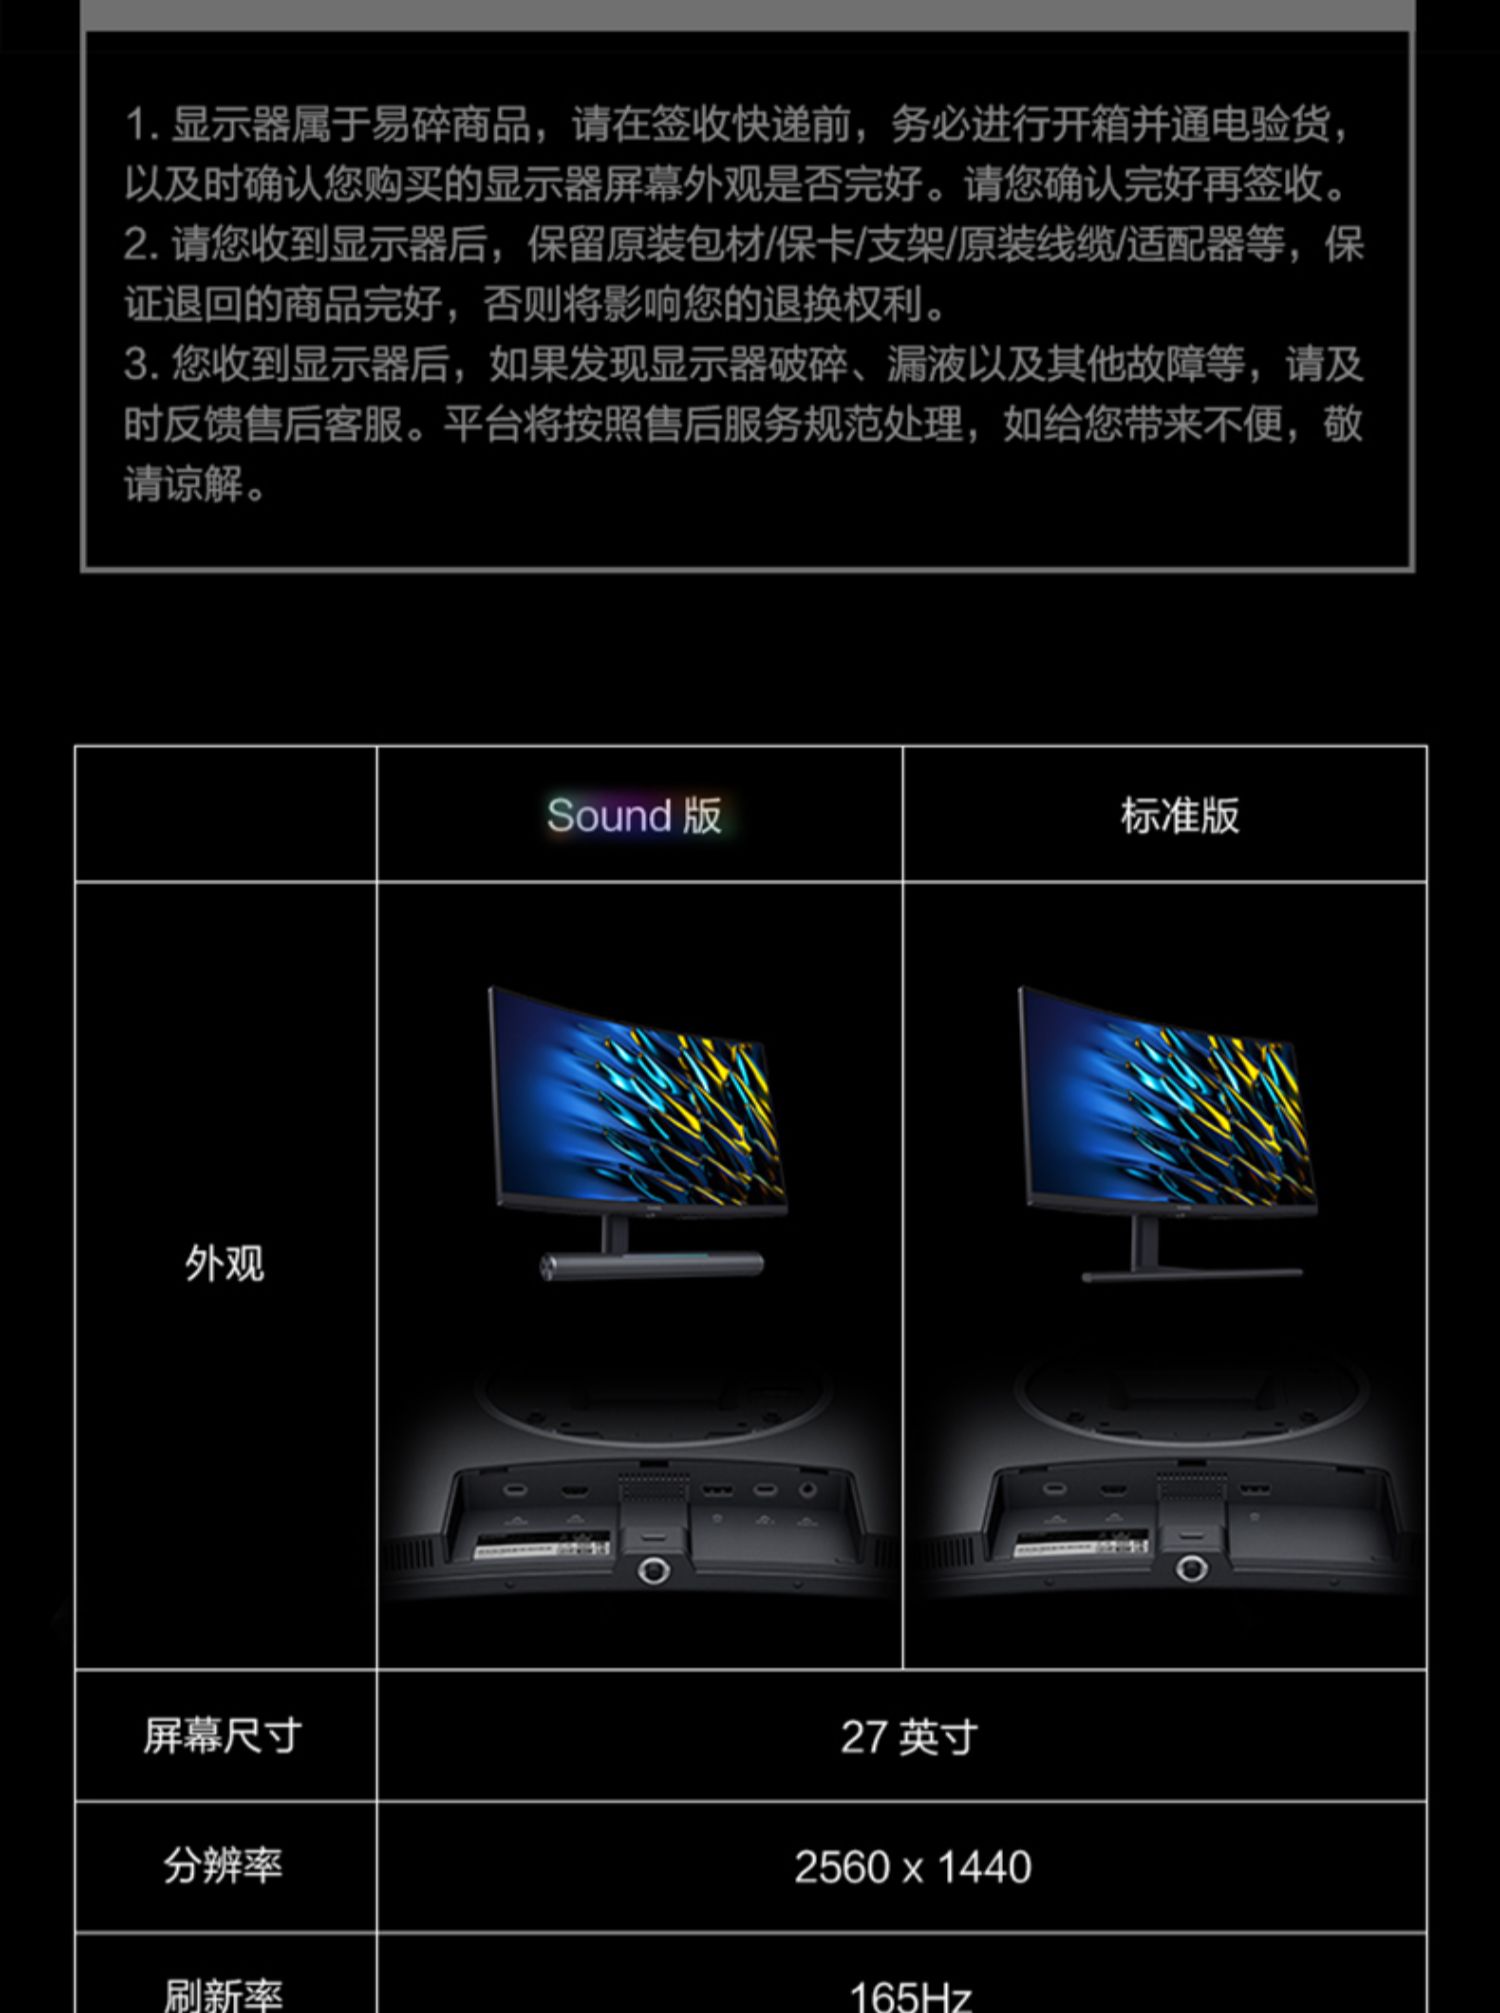 1. 显示器属于易碎商品，请在签收快递前，务必进行开箱并通电验货，
以及时确认您购买的显示器屏幕外观是否完好。请您确认完好再签收。
2. 请您收到显示器后，保留原装包材/保卡/支架/原装线缆/适配器等，保
证退回的商品完好，否则将影响您的退换权利。
3. 您收到显示器后，如果发现显示器破碎、漏液以及其他故障等，请及
时反馈售后客服。平台将按照售后服务规范处理，如给您带来不便，敬
请谅解。
Sound 版
标准版
外观
屏幕尺寸
27 英寸
分辨率
2560 x 1440
刷新率
165Hz